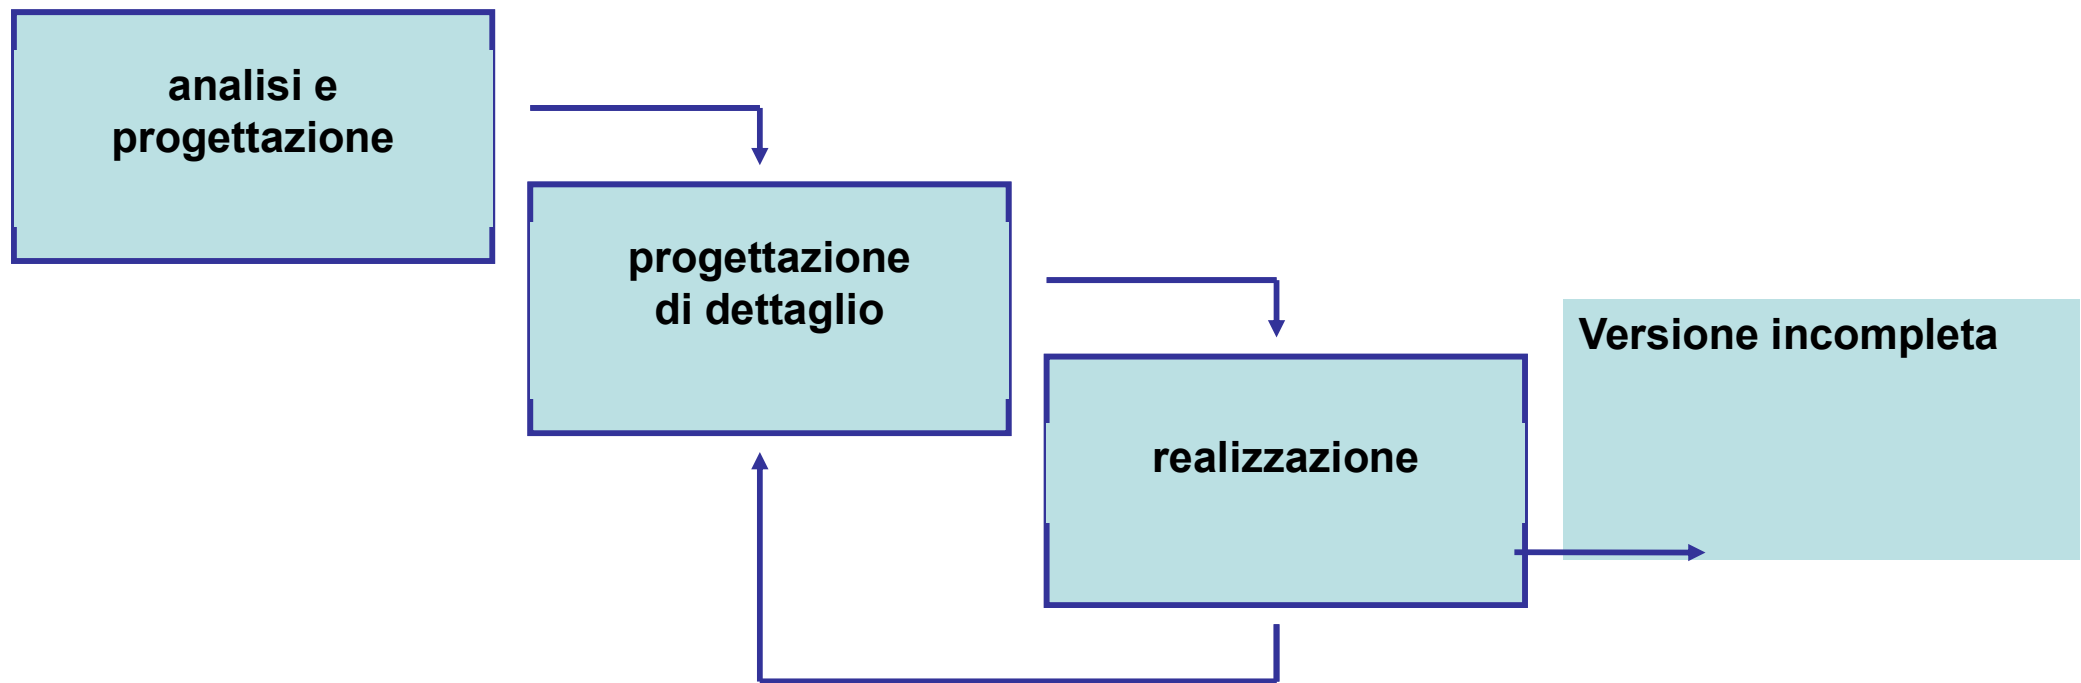 analisi e
progettazione
progettazione
di dettaglio
Versione incompleta
realizzazione